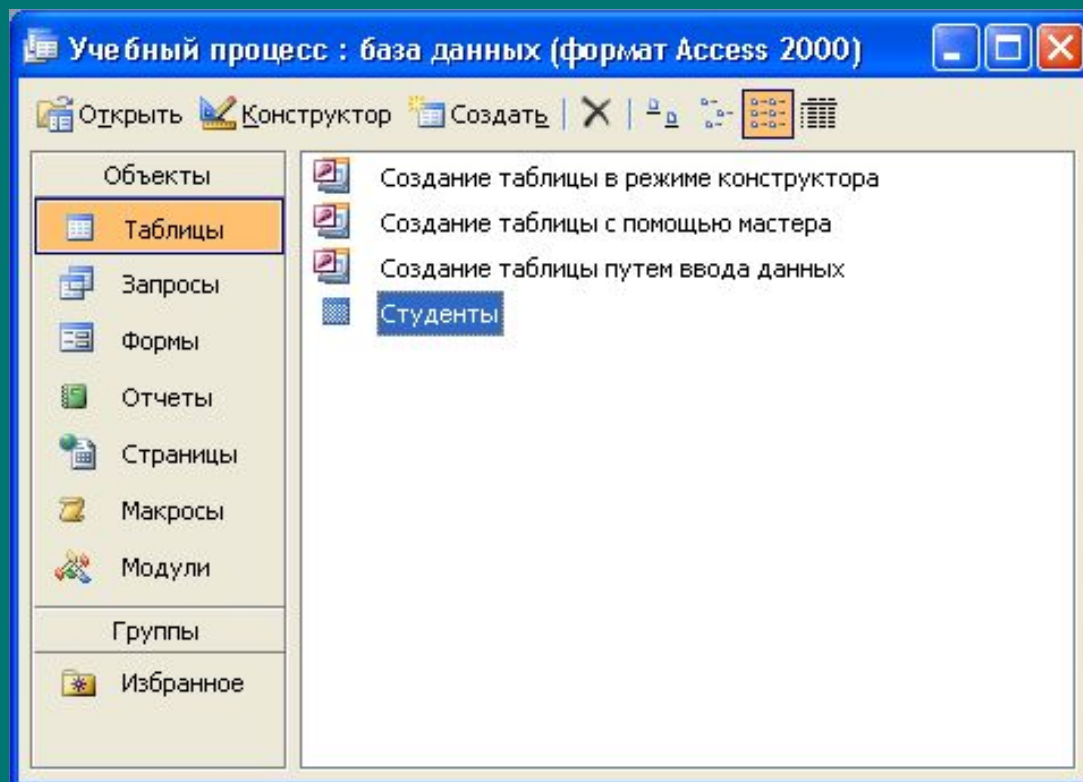 Учебный процесс : база данных (формат Access 2000)
Открыть Конструктор Создать
Объекты
Таблицы
Запросы
Формы
Отчеты
Страницы
Макросы
Модули
Группы
Избранное
Создание таблицы в режиме конструктора
Создание таблицы с помощью мастера
Создание таблицы путем ввода данных
Студенты